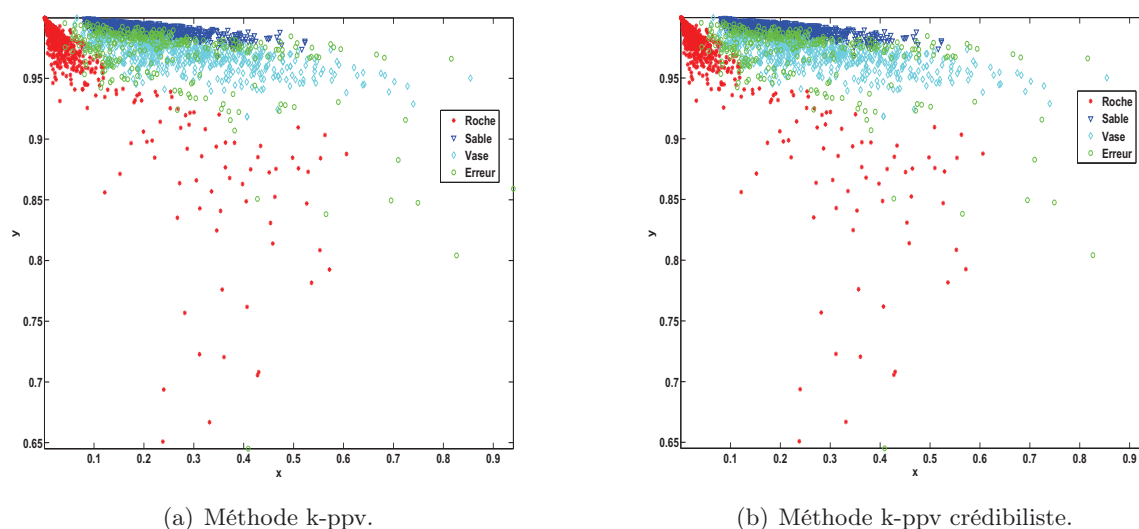 0.95
0.9
0.85
0.8
0.75
0.7
0.65
y
0.1 0.2 0.3 0.4 0.5 0.6 0.7 0.8 0.9
x
Roche
Sable
Vase
Erreur
(a) Méthode k-ppv.
0.95
0.9
0.85
0.8
0.75
0.7
0.65
y
0.1 0.2 0.3 0.4 0.5 0.6 0.7 0.8 0.9
x
Roche
Sable
Vase
Erreur
(b) Méthode k-ppv crédibiliste.